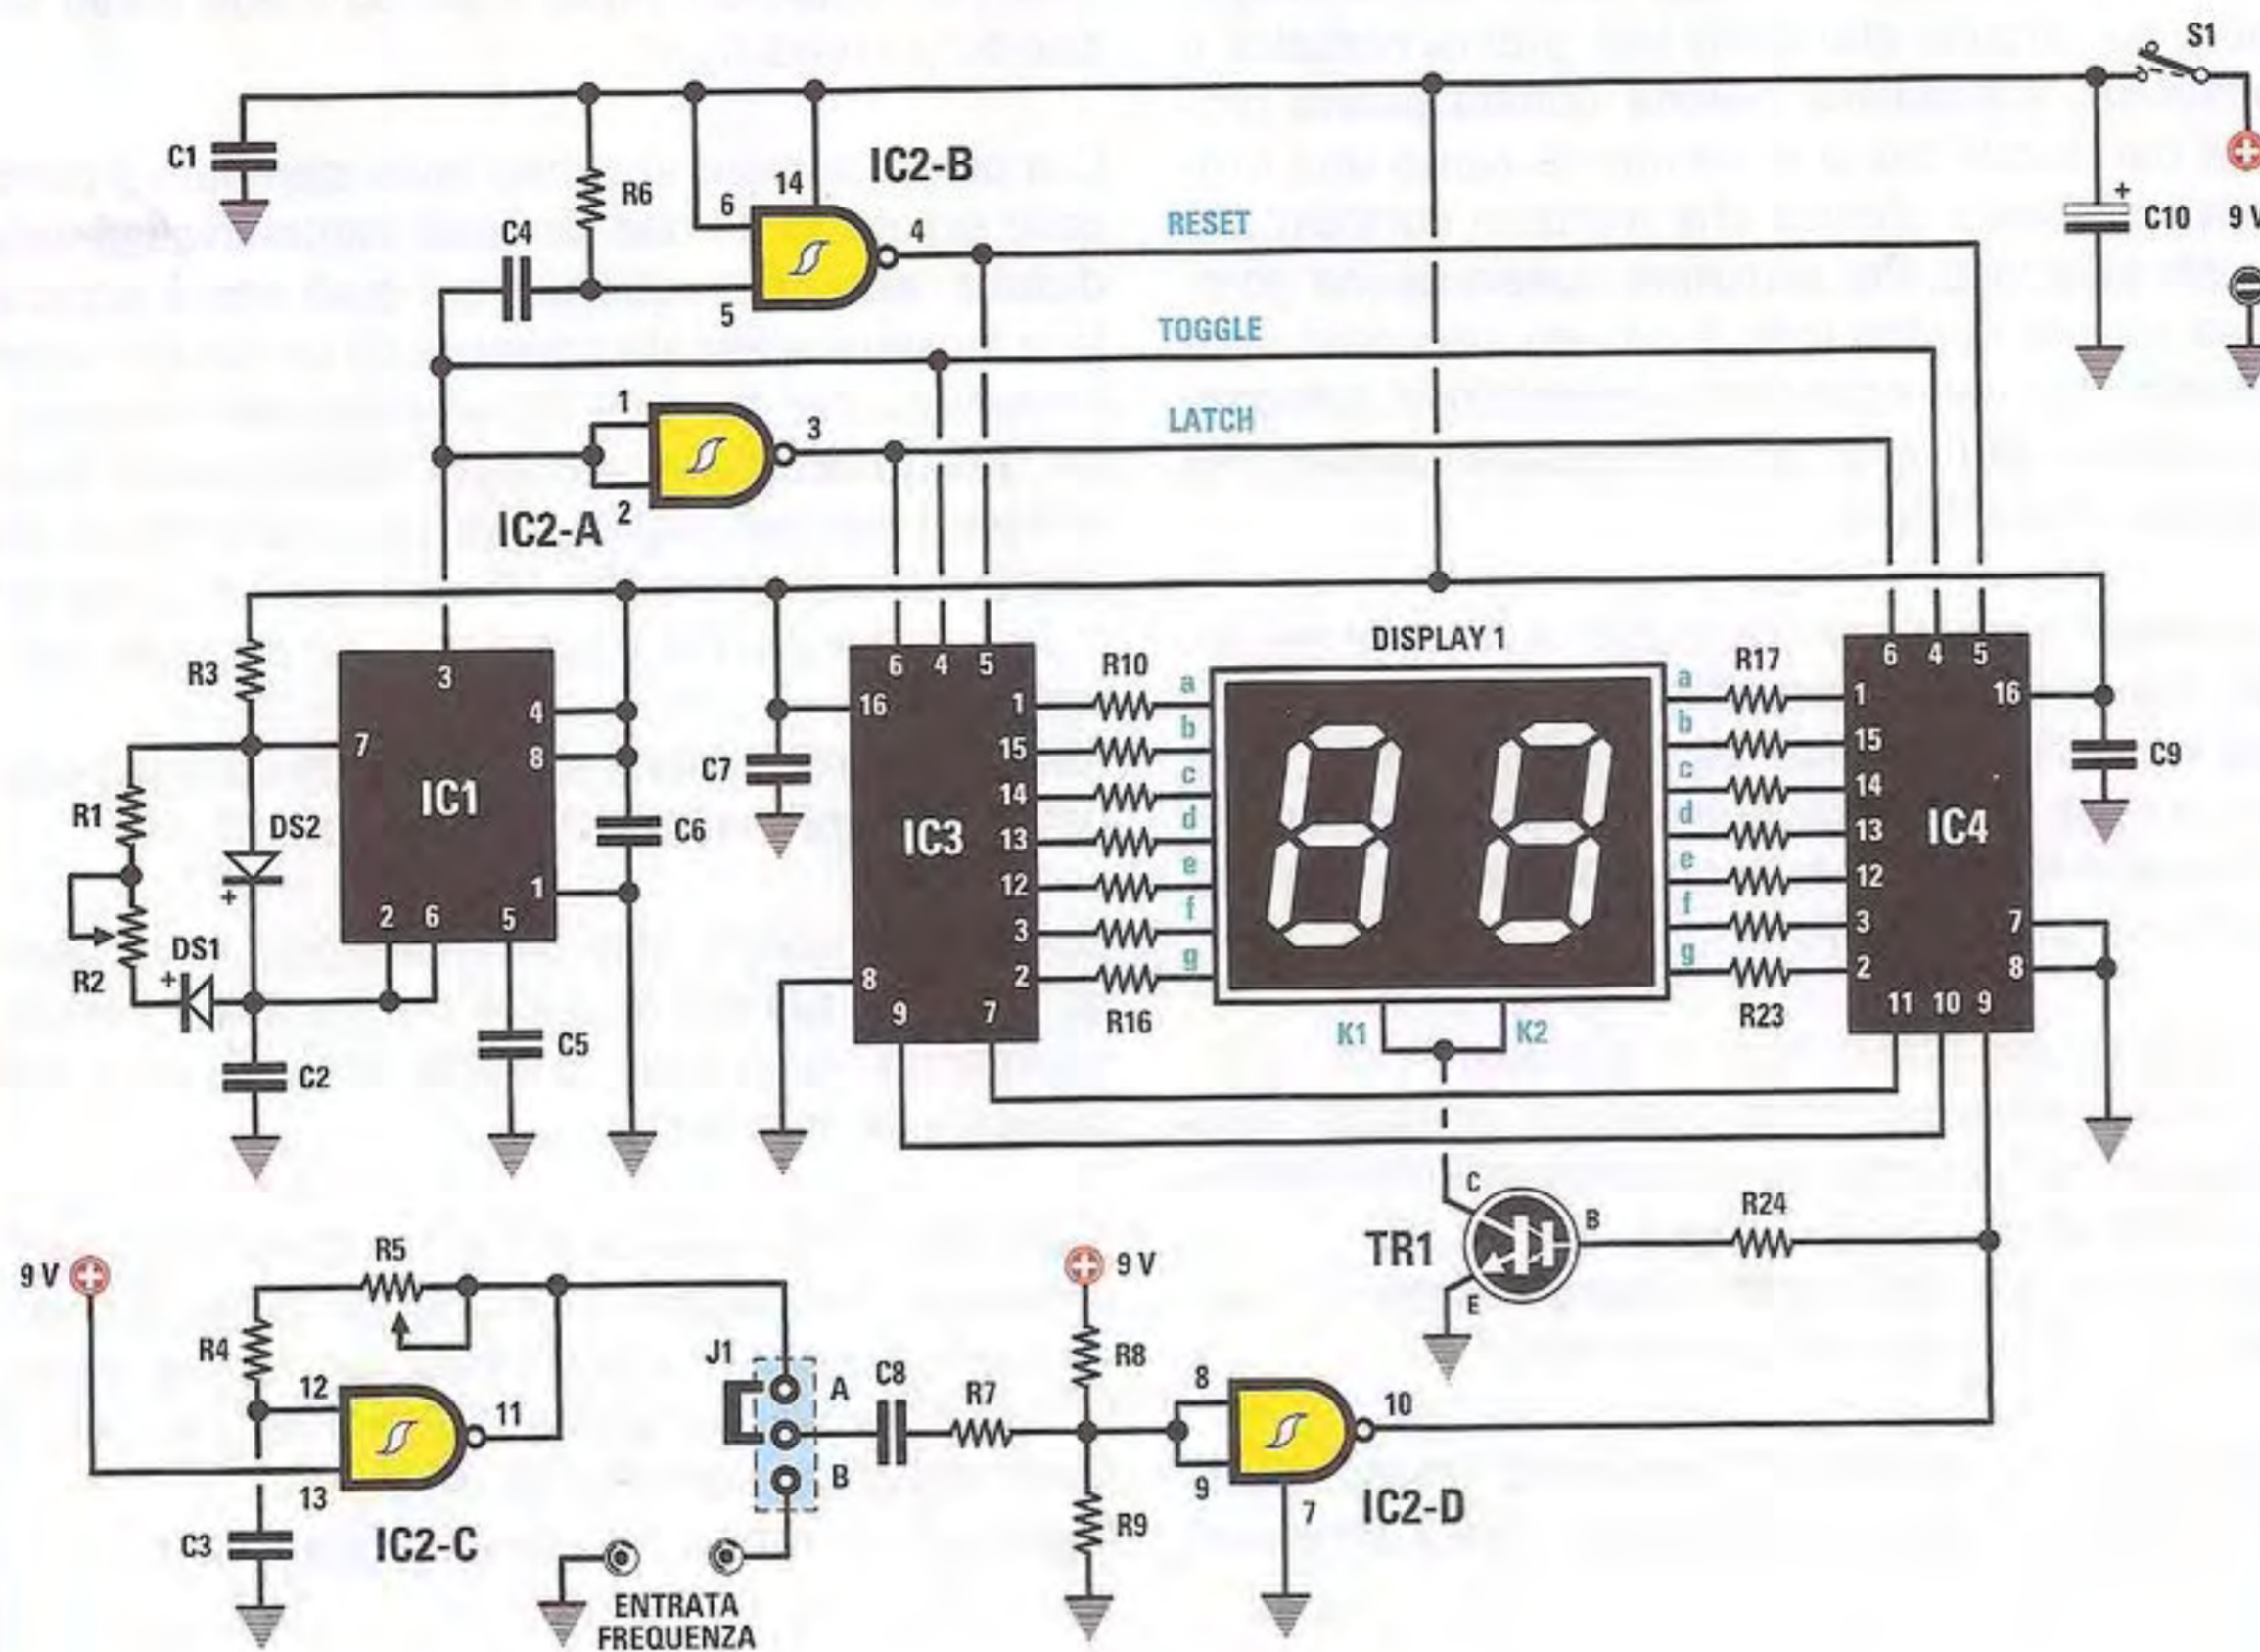 S1
C1
R6
IC2-B
14
6
C4
4
5
RESET
+
C10
9 V
TOGGLE
1
3
LATCH
2
IC2-A
R3
3
4
7
8
IC1
R1
DS2
+
C6
1
2
6
5
R2
DS1
+
C2
C5
DISPLAY 1
6
4
5
16
1
15
14
13
12
3
2
IC3
C7
8
9
7
R10
R16
a
b
c
d
e
f
g
K1
K2
a
b
c
d
e
f
g
R17
R23
6
4
5
1
16
15
14
13
12
3
7
2
8
11
10
9
IC4
C9
C
B
E
TR1
R24
9 V
R5
R4
12
11
13
C3
IC2-C
J1
A
B
C8
R7
9 V
R8
R9
8
10
9
7
IC2-D
ENTRATA
FREQUENZA